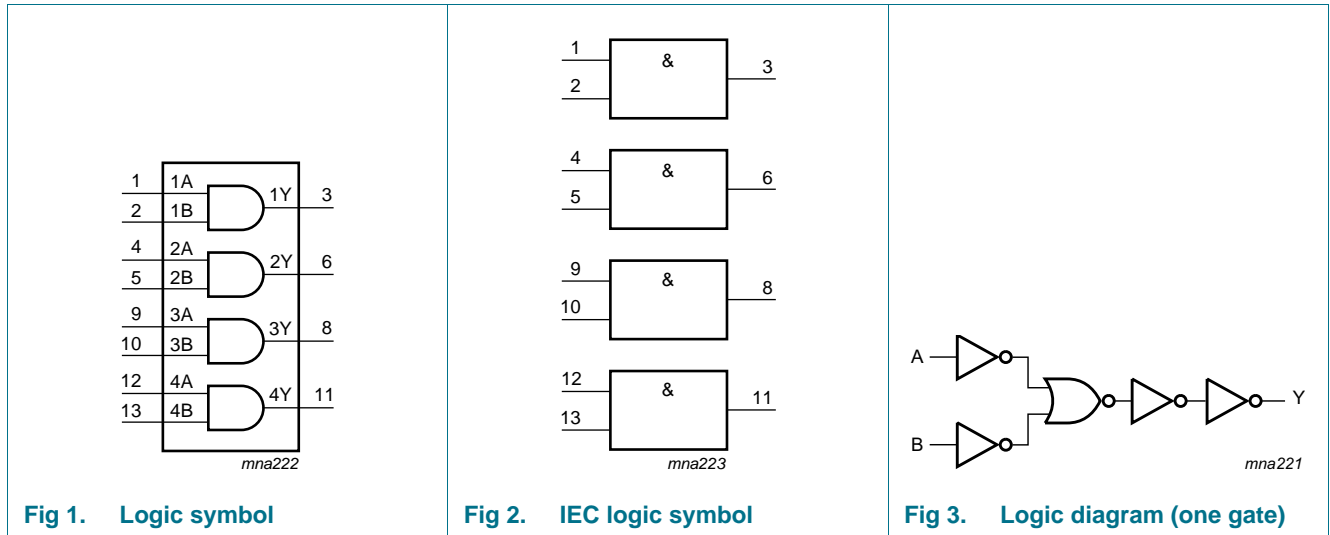 1 1A 1Y 3
2 1B
4 2A 2Y 6
5 2B
9 3A 3Y 8
10 3B
12 4A 4Y 11
13 4B
mna222
Fig 1. Logic symbol
1 & 3
2
4 & 6
5
9 & 8
10
12 & 11
13
mna223
Fig 2. IEC logic symbol
A
Y
B
mna221
Fig 3. Logic diagram (one gate)